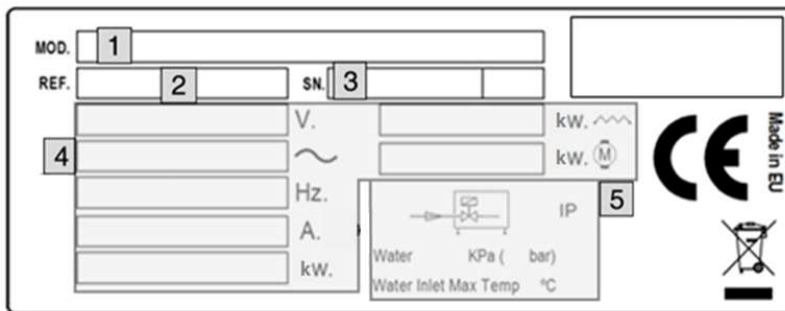 MOD. 1
REF. 2 SN. 3
V. kW.
4 kW. M
Hz. 5
IP
A.
kW.
Water KPa ( bar)
Water Inlet Max Temp ºC
CE
Made in EU